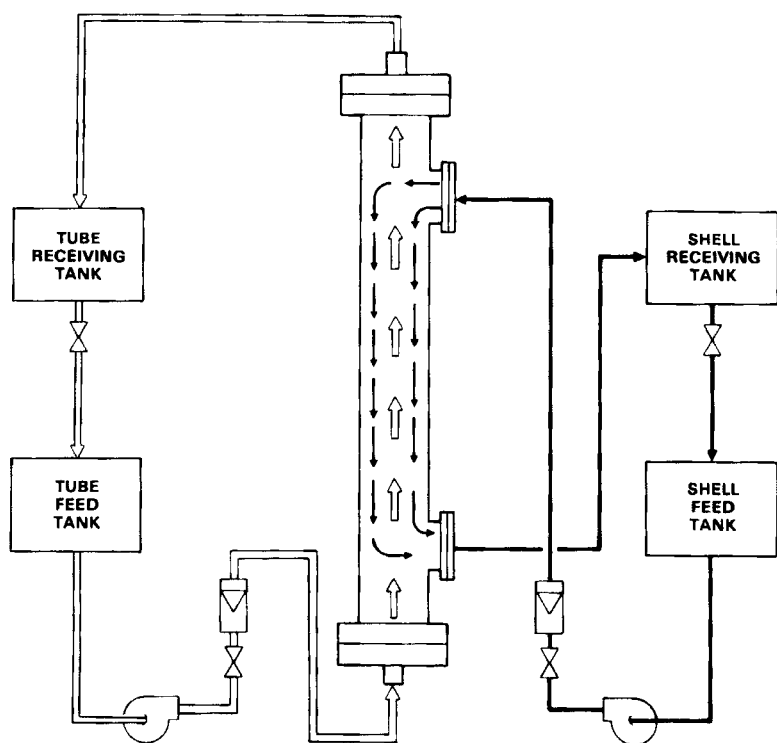 TUBE
RECEIVING
TANK
SHELL
RECEIVING
TANK
TUBE
FEED
TANK
SHELL
FEED
TANK